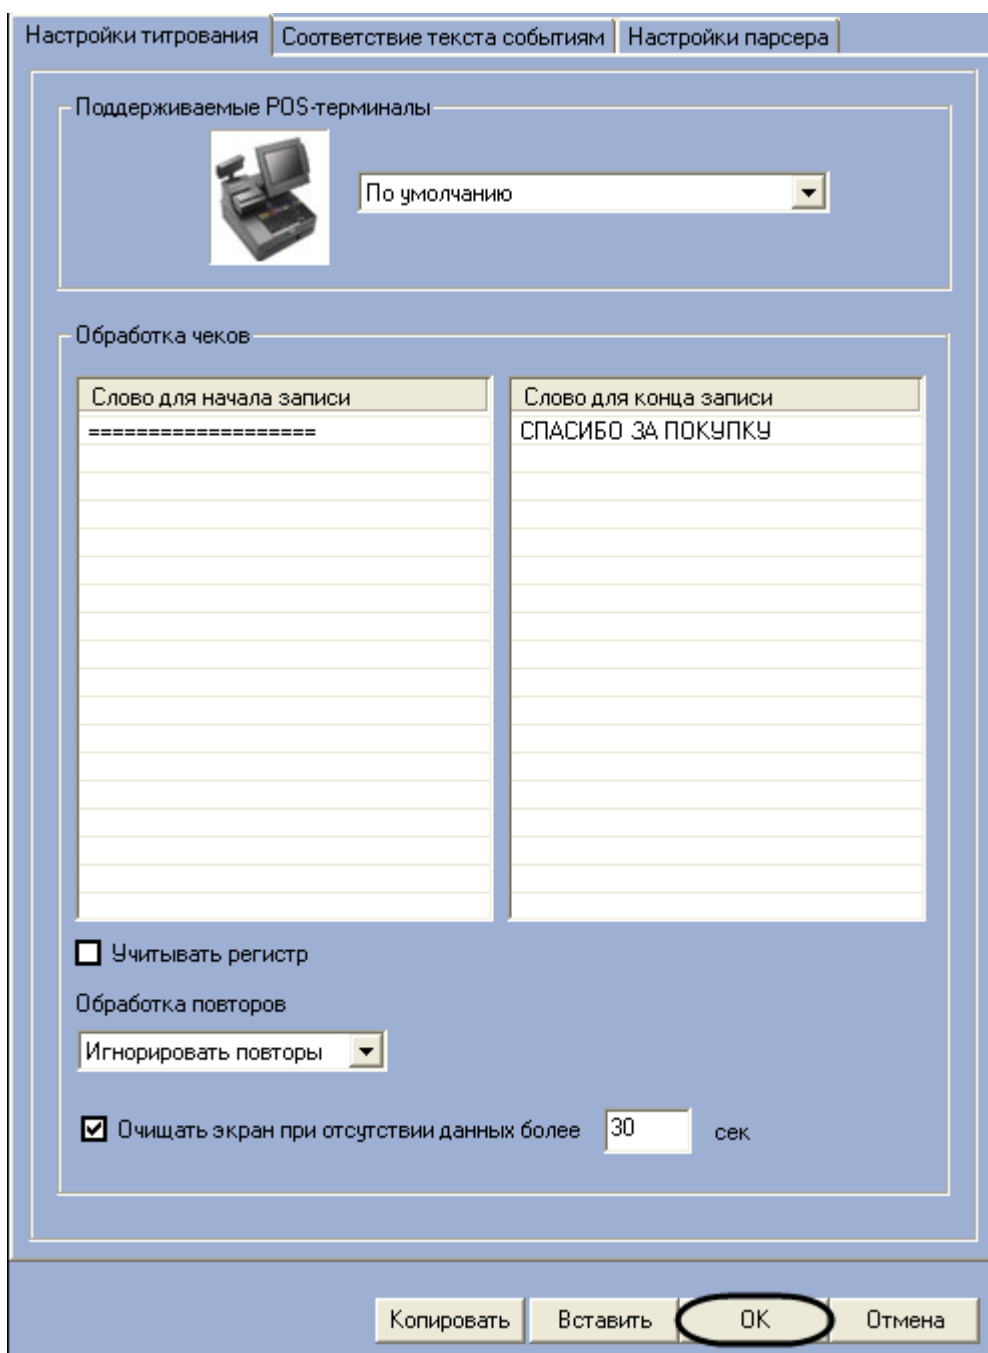 Настройки титрования Соответствие текста событиям Настройки парсера
Поддерживаемые POS-терминалы
По умолчанию
Обработка чеков
Слово для начала записи Слово для конца записи
=================== СПАСИБО ЗА ПОКУПКУ
Учитывать регистр
Обработка повторов
Игнорировать повторы
Очищать экран при отсутствии данных более 30 сек
Копировать Вставить OK Отмена